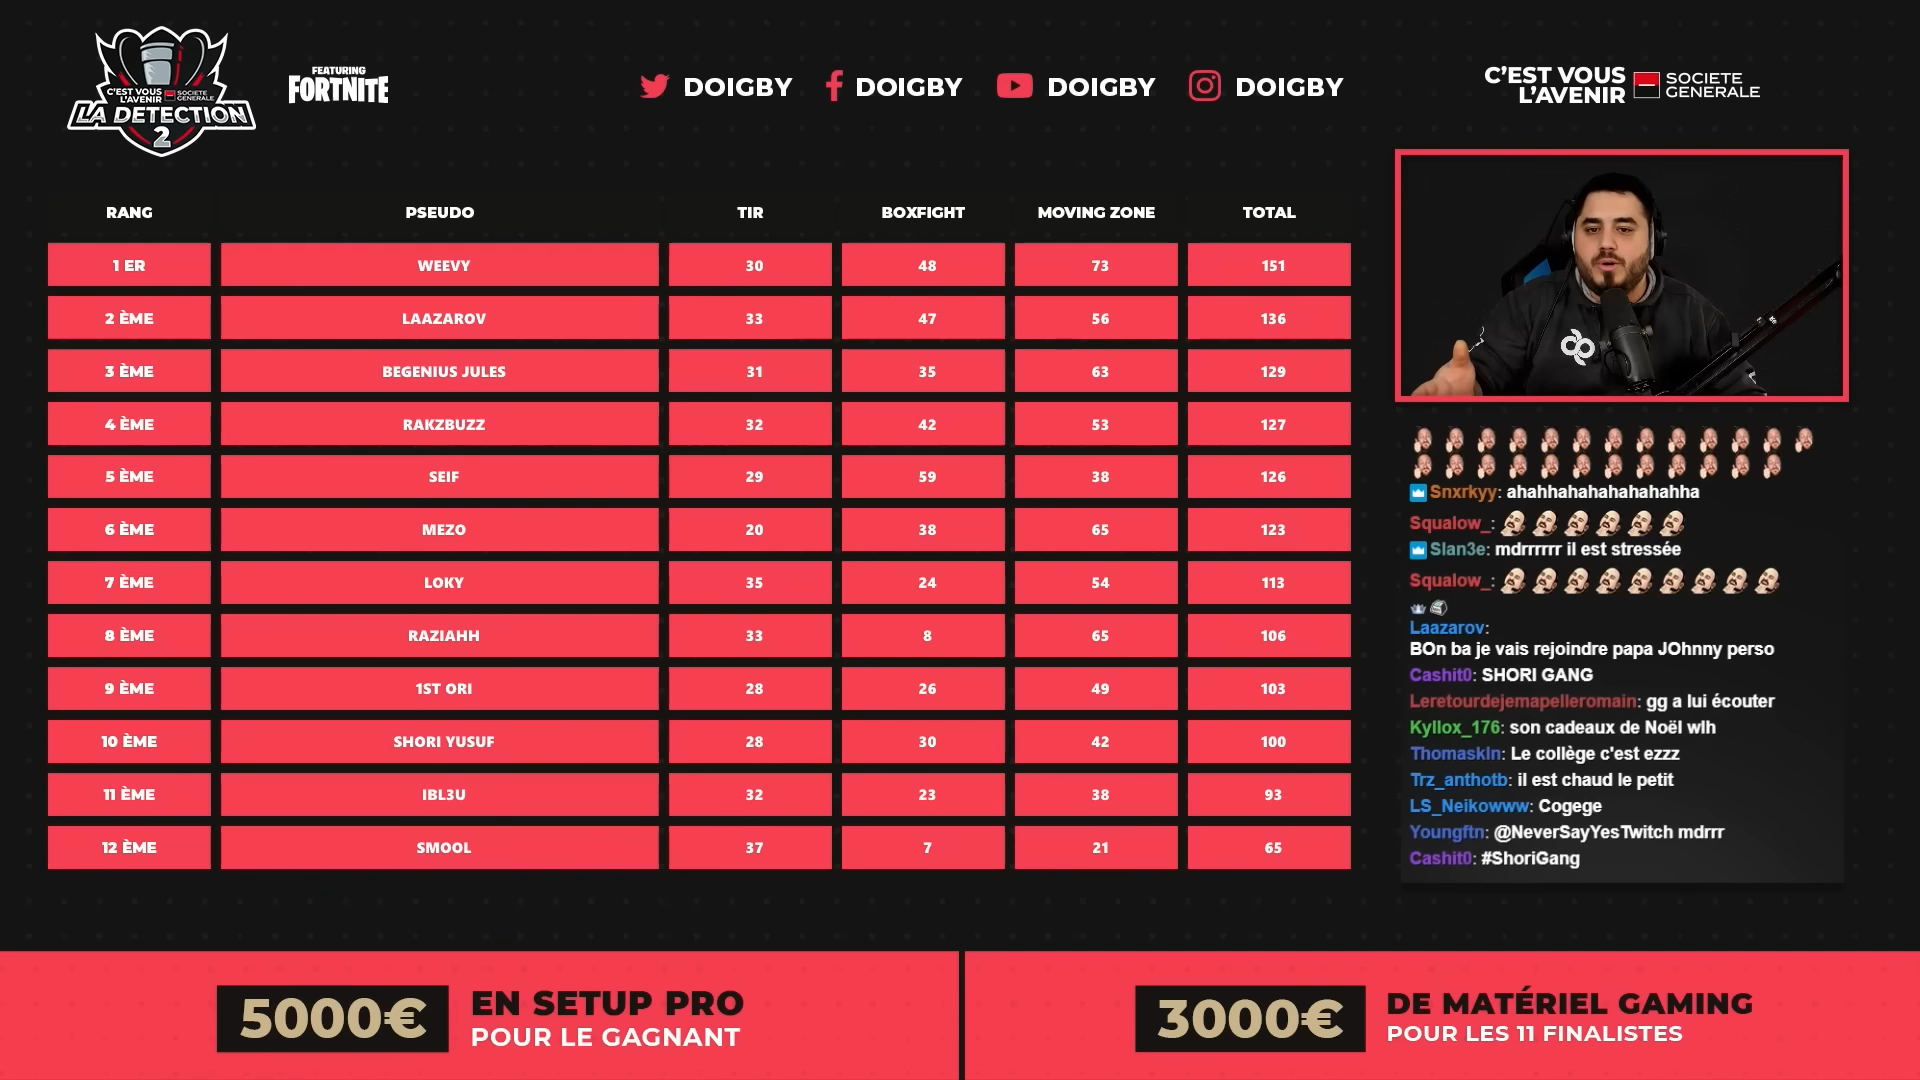 C'EST VOUS
L'AVENIR
SOCIETE
GENERALE
LA DETECTION
2
FEATURING
FORTNITE
DOIGBY DOIGBY DOIGBY DOIGBY
C'EST VOUS
L'AVENIR
SOCIETE
GENERALE
RANG PSEUDO TIR BOXFIGHT MOVING ZONE TOTAL
1 ER WEEVY 30 48 73 151
2 ÈME LAAZAROV 33 47 56 136
3 ÈME BEGENIUS JULES 31 35 63 129
4 ÈME RAKZBUZZ 32 42 53 127
5 ÈME SEIF 29 59 38 126
6 ÈME MEZO 20 38 65 123
7 ÈME LOKY 35 24 54 113
8 ÈME RAZIAHH 33 8 65 106
9 ÈME 1ST ORI 28 26 49 103
10 ÈME SHORI YUSUF 28 30 42 100
11 ÈME IBL3U 32 23 38 93
12 ÈME SMOOL 37 7 21 65
Snxrkyy: ahahhahahahahahahha
Squalow_:
Slan3e: mdrrrrrr il est stressée
Squalow_:
Laazarov:
BOn ba je vais rejoindre papa JOhnny perso
Cashit0: SHORI GANG
Leretourdejemapelleromain: gg a lui écouter
Kyllox_176: son cadeaux de Noël wlh
Thomaskln: Le collège c'est ezzz
Trz_anthotb: il est chaud le petit
LS_Neikowww: Cogege
Youngftn: @NeverSayYesTwitch mdrrr
Cashit0: #ShoriGang
5000€
EN SETUP PRO
POUR LE GAGNANT
3000€
DE MATÉRIEL GAMING
POUR LES 11 FINALISTES